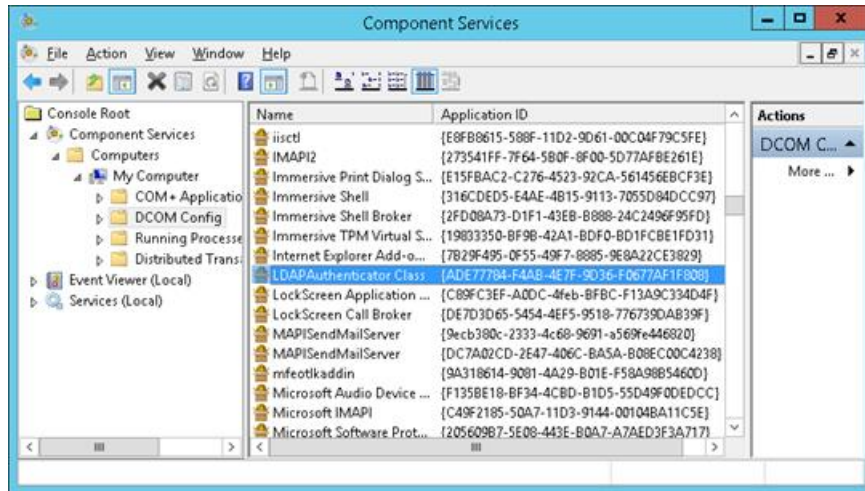 Component Services
File Action View Window Help
Console Root
Component Services
Computers
My Computer
COM+ Applicatio
DCOM Config
Running Processe
Distributed Trans
Event Viewer (Local)
Services (Local)
Name Application ID
iisctl {E8FB8615-588F-11D2-9D61-00C04F79C5FE}
IMAPI2 {273541FF-7F64-5B0F-8F00-5D77AFBE261E}
Immersive Print Dialog S... {E15FBAC2-C276-4523-92CA-561456EBCF3E}
Immersive Shell {316CDED5-E4AE-4B15-9113-7055D84DCC97}
Immersive Shell Broker {2FD08A73-D1F1-43EB-B888-24C2496F95FD}
Immersive TPM Virtual S... {19833350-BF9B-42A1-BDF0-BD1FCBE1FD31}
Internet Explorer Add-o... {7B29F495-0F55-49F7-8885-9E8A22CE3829}
LDAPAuthenticator Class {ADE77784-F4AB-4E7F-9D36-F0677AF1F808}
LockScreen Application ... {C89FC3EF-A0DC-4feb-BFBC-F13A9C334D4F}
LockScreen Call Broker {DE7D3D65-5454-4EF5-9518-776739DAB39F}
MAPISendMailServer {9ecb380c-2333-4c68-9691-a569fe446820}
MAPISendMailServer {DC7A02CD-2E47-406C-BA5A-B08EC00C4238}
mfeotlkaddin {9A318614-9081-4A29-B01E-F58A98B5460D}
Microsoft Audio Device ... {F135BE18-BF34-4CBD-B1D5-55D49F0DEDCC}
Microsoft IMAPI {C49F2185-50A7-11D3-9144-00104BA11C5E}
Microsoft Software Prot... {205609B7-5E08-443E-B0A7-A7AED3F3A717}
Actions
DCOM C...
More ...